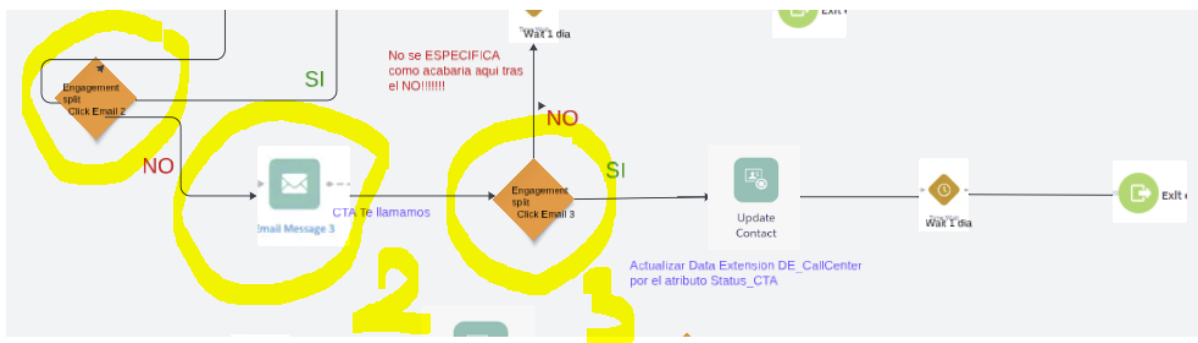 Exit
Wait 1 dia
No se ESPECIFICA
como acabaria aqui tras
el NO!!!!!!!
SI
Engagement
split
Click Email 2
NO
NO
Engagement
split
Click Email 3
SI
CTA Te llamamos
Email Message 3
Update
Contact
Wait 1 dia
Exit
Actualizar Data Extension DE_CallCenter
por el atributo Status_CTA
2
3